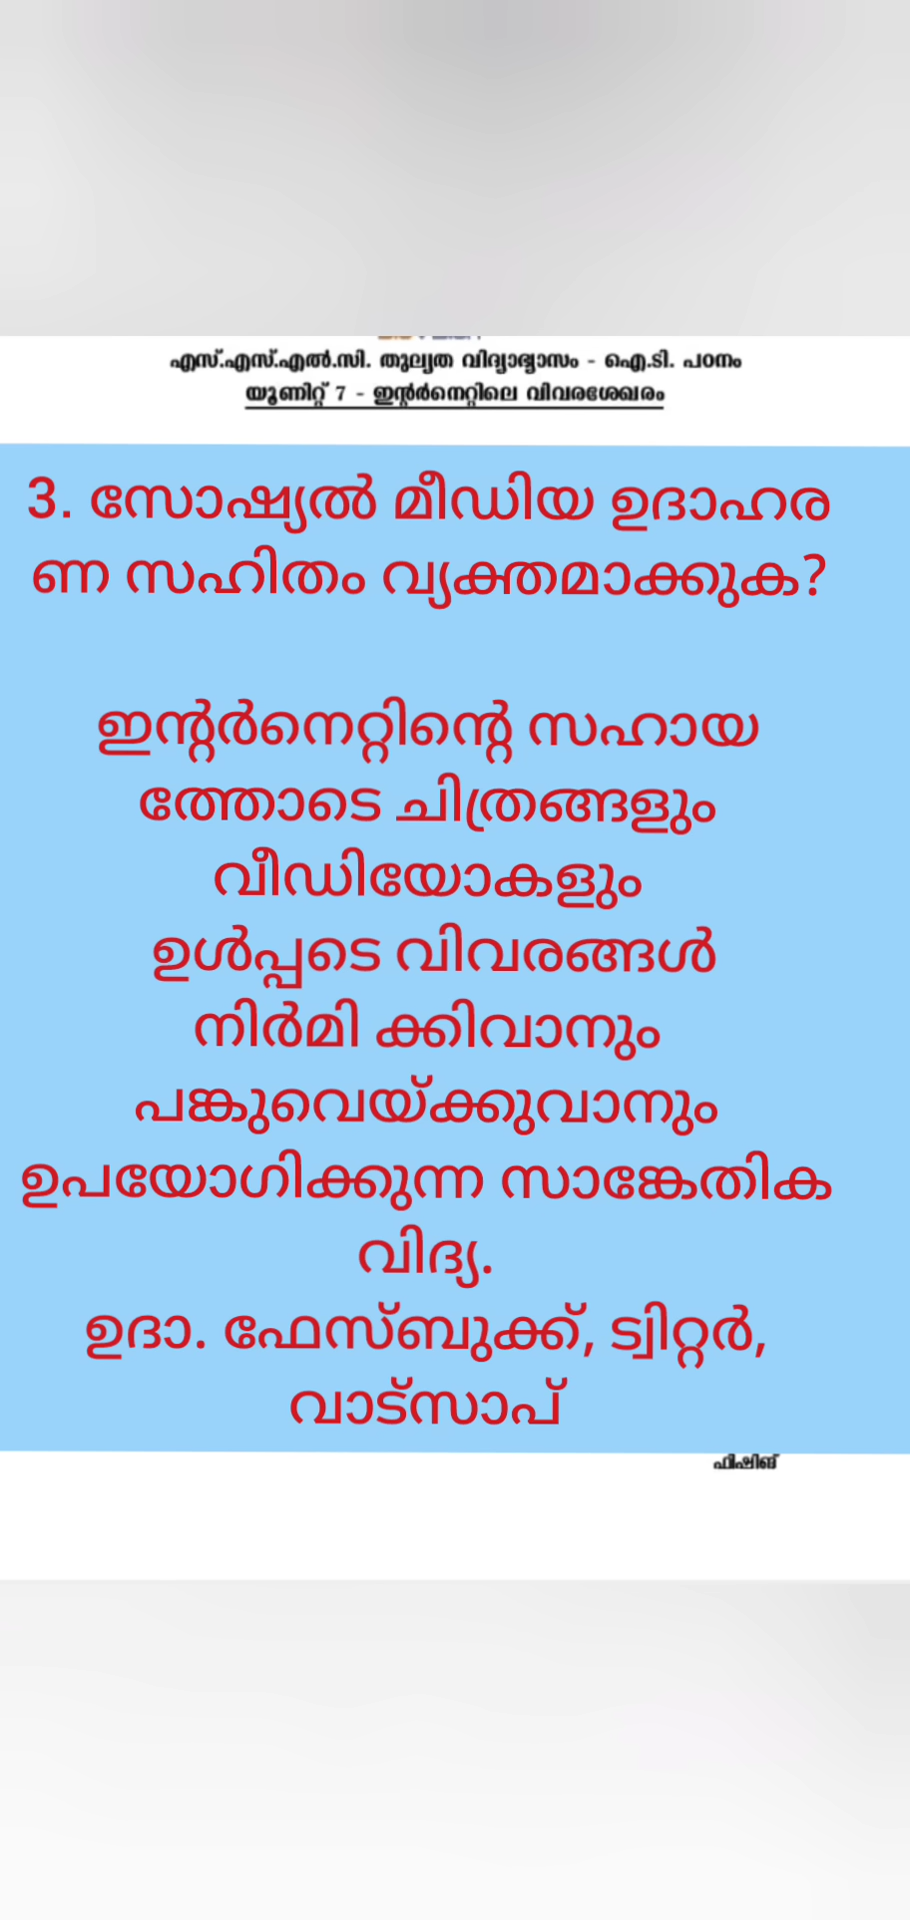 എസ്.എസ്.എൽ.സി. തുല്യത വിദ്യാഭ്യാസം - ഐ.ടി. പഠനം
യൂണിറ്റ് 7 - ഇന്റർനെറ്റിലെ വിവരശേഖരം
3. സോഷ്യൽ മീഡിയ ഉദാഹര
ണ സഹിതം വ്യക്തമാക്കുക?
ഇന്റർനെറ്റിന്റെ സഹായ
ത്തോടെ ചിത്രങ്ങളും
വീഡിയോകളും
ഉൾപ്പടെ വിവരങ്ങൾ
നിർമി ക്കിവാനും
പങ്കുവെയ്ക്കുവാനും
ഉപയോഗിക്കുന്ന സാങ്കേതിക
വിദ്യ.
ഉദാ. ഫേസ്ബുക്ക്, ട്വിറ്റർ,
വാട്സാപ്
ഫിഷിങ്